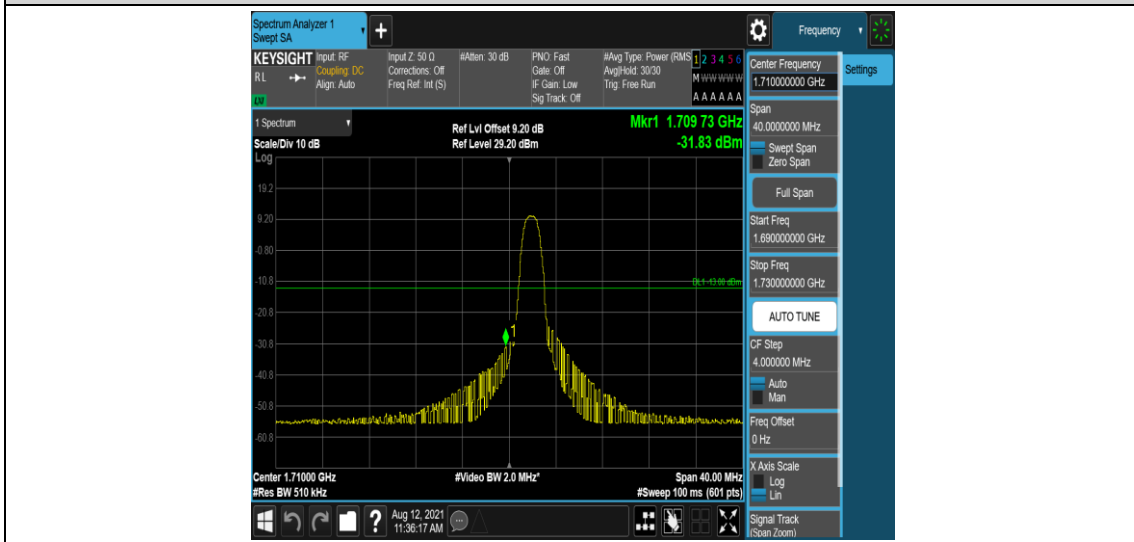 Spectrum Analyzer 1
Swept SA
+
Frequency
KEYSIGHT
RL
LXI
Input: RF
Coupling: DC
Align: Auto
Input Z: 50 Ω
Corrections: Off
Freq Ref: Int (S)
#Atten: 30 dB
PNO: Fast
Gate: Off
IF Gain: Low
Sig Track: Off
#Avg Type: Power (RMS
Avg|Hold: 30/30
Trig: Free Run
1 2 3 4 5 6
M W W W W W
A A A A A A
Center Frequency
1.710000000 GHz
Settings
Span
40.0000000 MHz
Swept Span
Zero Span
Full Span
Start Freq
1.690000000 GHz
Stop Freq
1.730000000 GHz
AUTO TUNE
CF Step
4.000000 MHz
Auto
Man
Freq Offset
0 Hz
X Axis Scale
Log
Lin
Signal Track
(Span Zoom)
1 Spectrum
Scale/Div 10 dB
Log
Ref Lvl Offset 9.20 dB
Ref Level 29.20 dBm
Mkr1 1.709 73 GHz
-31.83 dBm
19.2
9.20
-0.80
-10.8
DL1 -13.00 dBm
-20.8
1
-30.8
-40.8
-50.8
-60.8
Center 1.71000 GHz
#Res BW 510 kHz
#Video BW 2.0 MHz*
Span 40.00 MHz
#Sweep 100 ms (601 pts)
?
Aug 12, 2021
11:36:17 AM